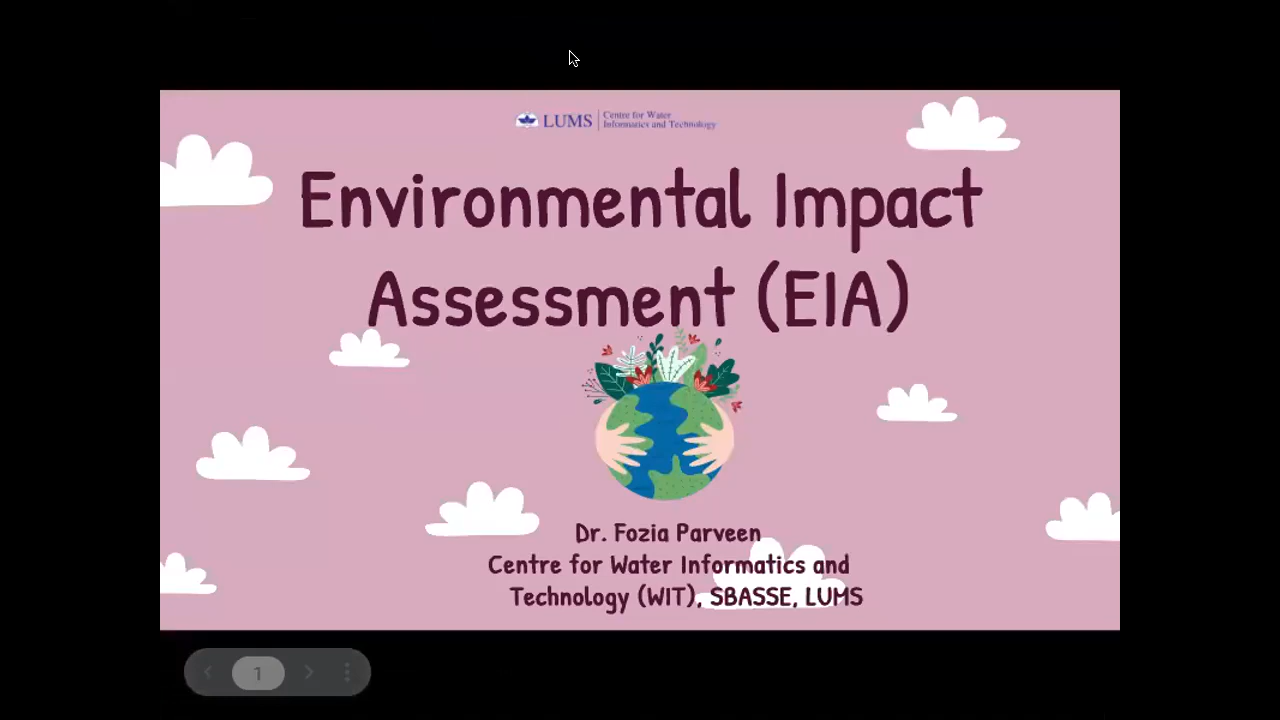 LUMS
Centre for Water
Informatics and Technology
Environmental Impact
Assessment (EIA)
Dr. Fozia Parveen
Centre for Water Informatics and
Technology (WIT), SBASSE, LUMS
1